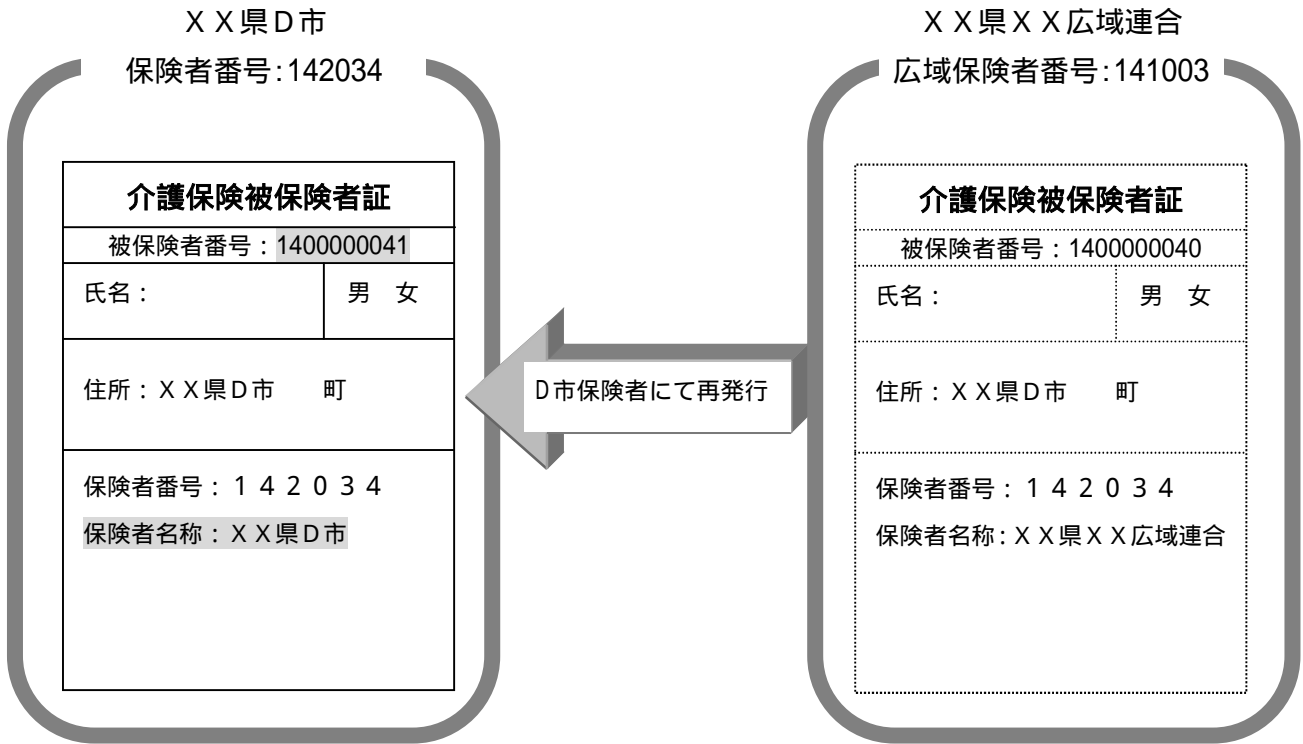 ＸＸ県Ｄ市
保険者番号:142034
介護保険被保険者証
被保険者番号：1400000041
氏名：
男　女
住所：ＸＸ県Ｄ市　　町
保険者番号：１４２０３４
保険者名称：ＸＸ県Ｄ市
D市保険者にて再発行
ＸＸ県ＸＸ広域連合
広域保険者番号:141003
介護保険被保険者証
被保険者番号：1400000040
氏名：
男　女
住所：ＸＸ県Ｄ市　　町
保険者番号：１４２０３４
保険者名称:ＸＸ県ＸＸ広域連合